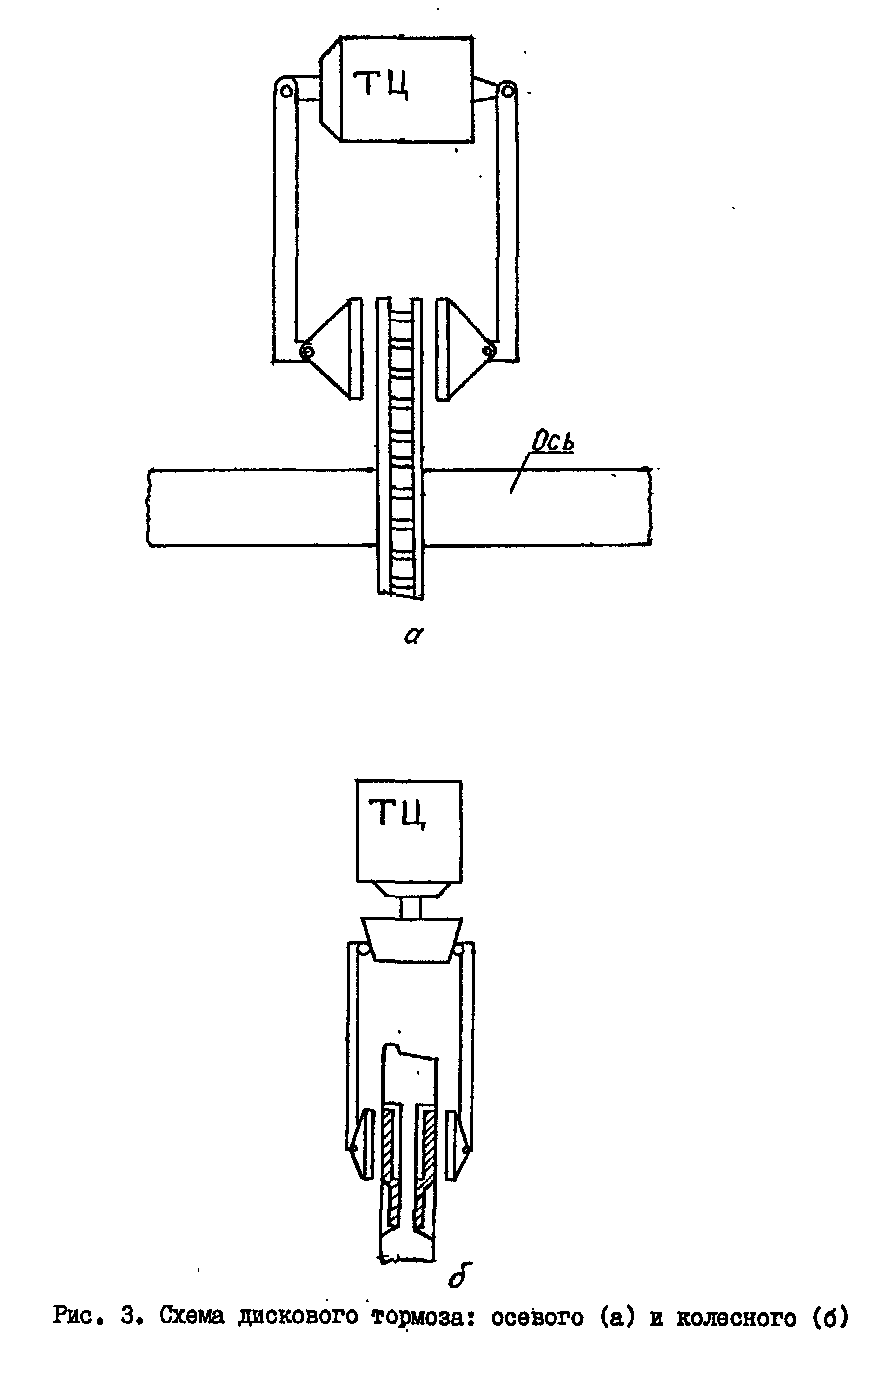 ТЦ
Ось
а
ТЦ
б
Рис. 3. Схема дискового тормоза: осевого (а) и колесного (б)